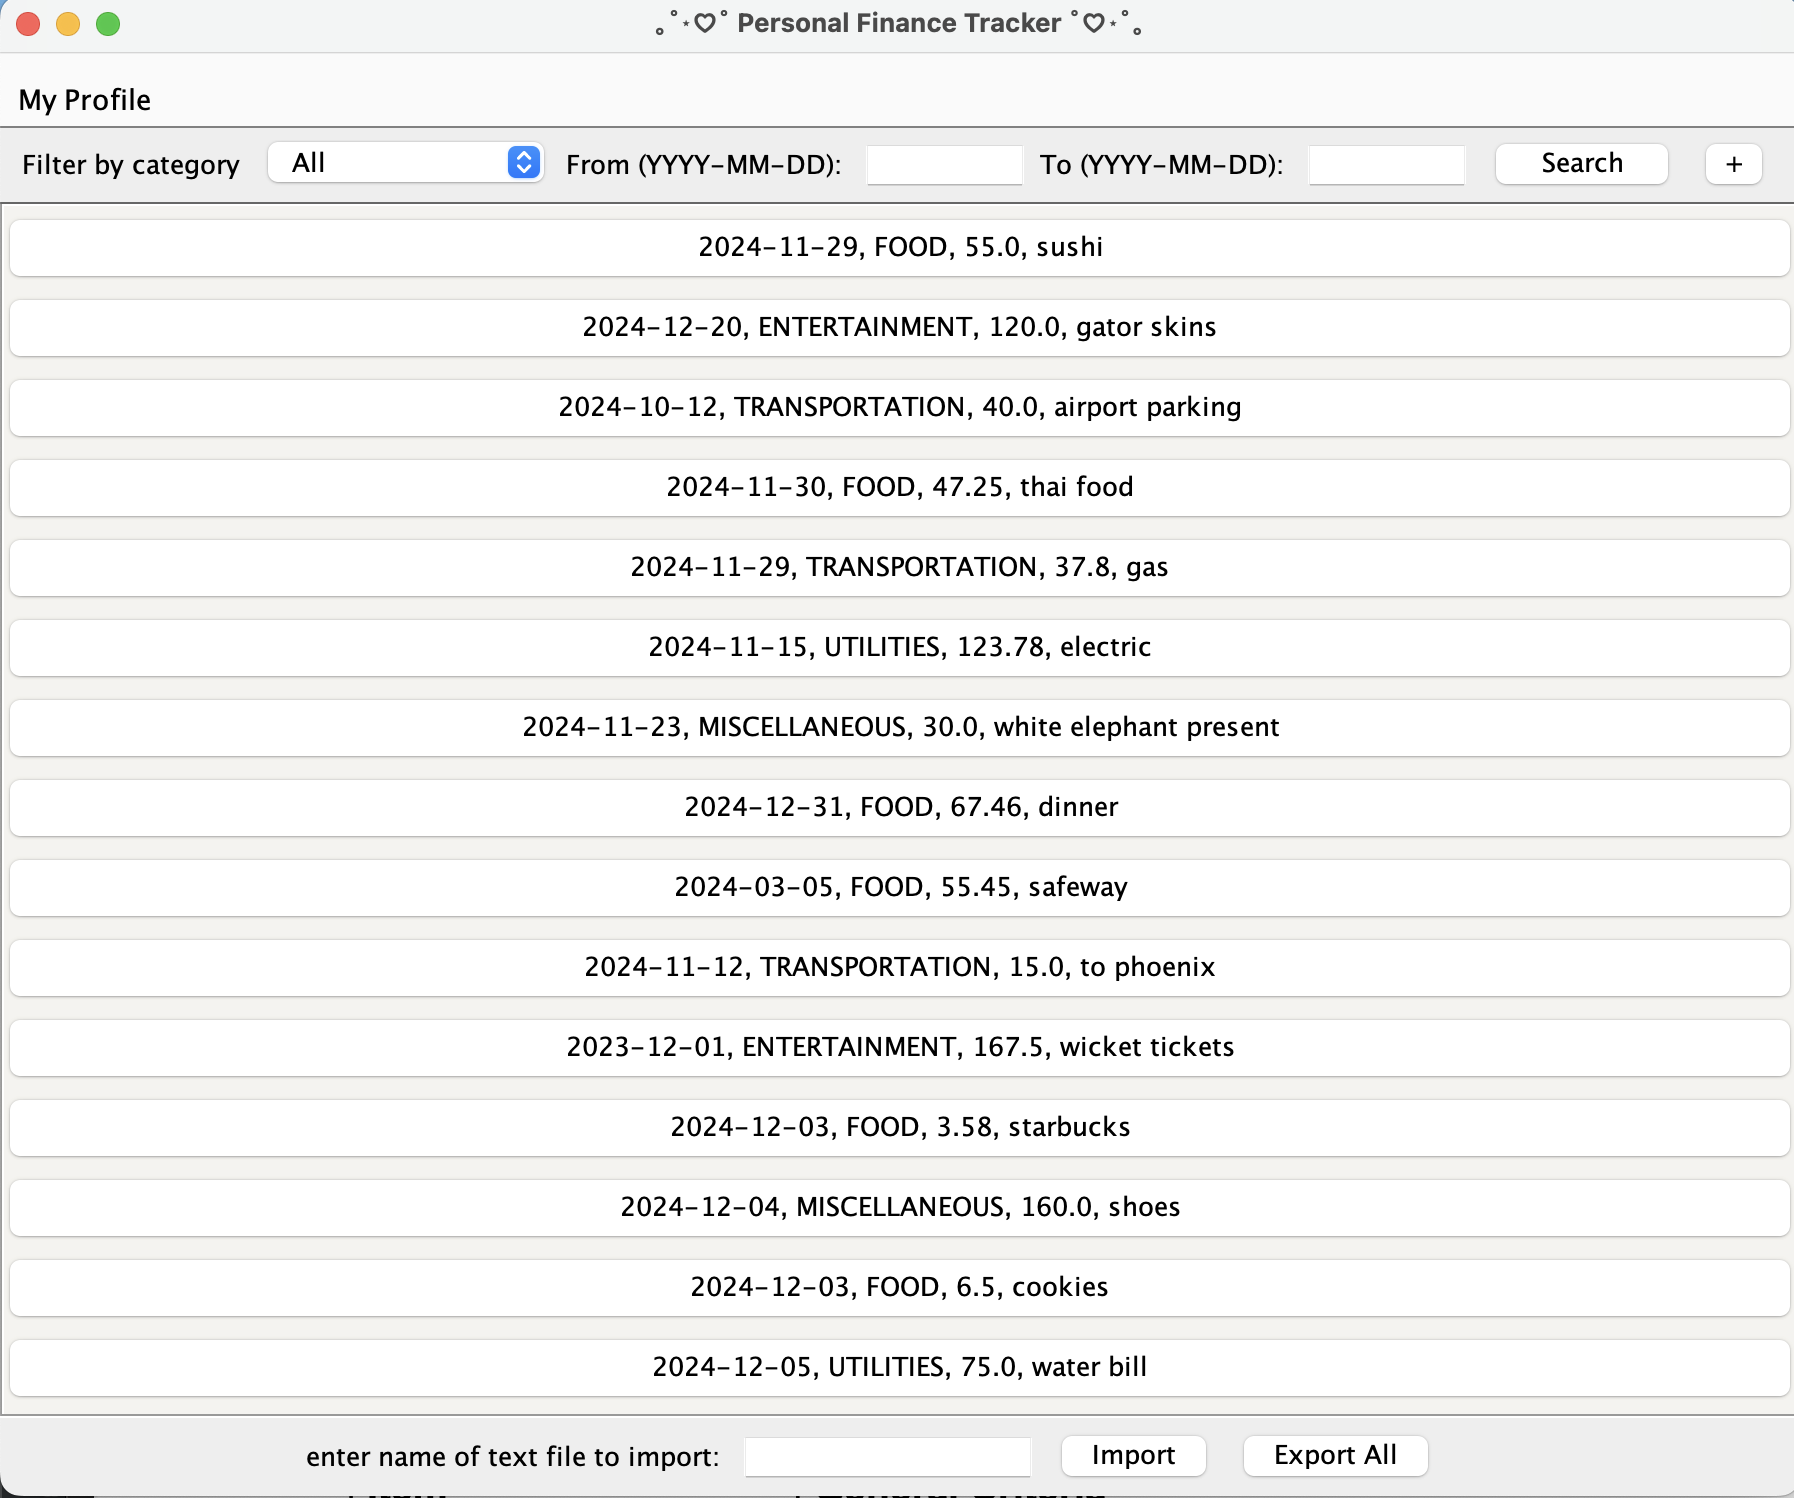 ｡ﾟ⋆♡ﾟ Personal Finance Tracker ﾟ♡⋆ﾟ｡
My Profile
Filter by category All From (YYYY-MM-DD): To (YYYY-MM-DD): Search +
2024-11-29, FOOD, 55.0, sushi
2024-12-20, ENTERTAINMENT, 120.0, gator skins
2024-10-12, TRANSPORTATION, 40.0, airport parking
2024-11-30, FOOD, 47.25, thai food
2024-11-29, TRANSPORTATION, 37.8, gas
2024-11-15, UTILITIES, 123.78, electric
2024-11-23, MISCELLANEOUS, 30.0, white elephant present
2024-12-31, FOOD, 67.46, dinner
2024-03-05, FOOD, 55.45, safeway
2024-11-12, TRANSPORTATION, 15.0, to phoenix
2023-12-01, ENTERTAINMENT, 167.5, wicket tickets
2024-12-03, FOOD, 3.58, starbucks
2024-12-04, MISCELLANEOUS, 160.0, shoes
2024-12-03, FOOD, 6.5, cookies
2024-12-05, UTILITIES, 75.0, water bill
enter name of text file to import: Import Export All